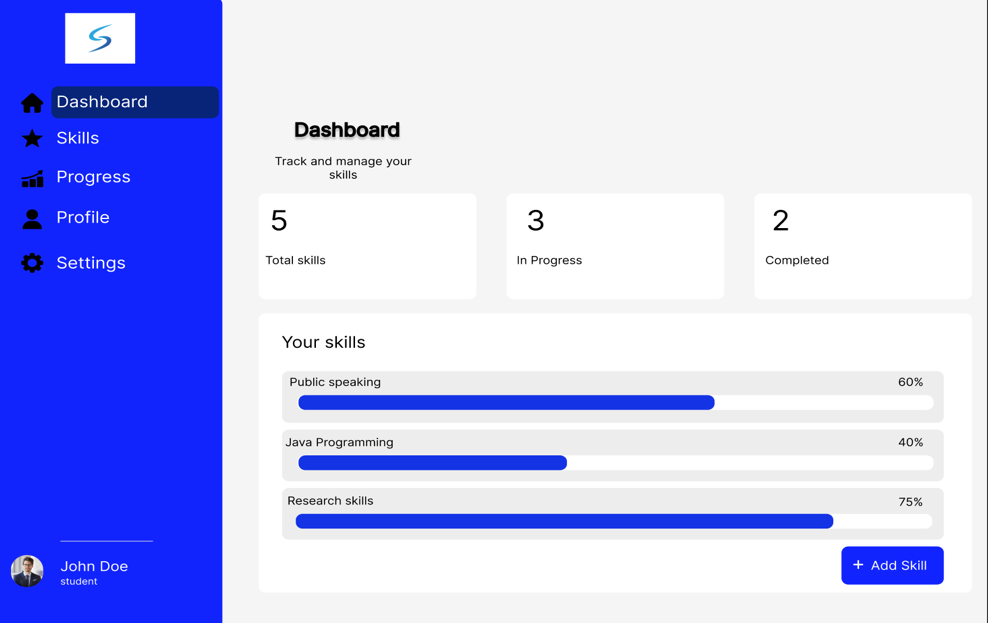 Dashboard
Skills
Progress
Profile
Settings
John Doe
student
Dashboard
Track and manage your
skills
5
Total skills
3
In Progress
2
Completed
Your skills
Public speaking 60%
Java Programming 40%
Research skills 75%
+ Add Skill